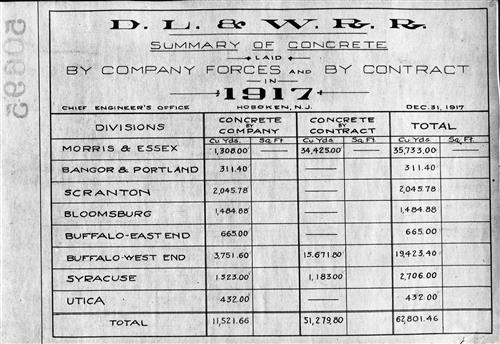 50895
D. L. & W. R. R.
SUMMARY OF CONCRETE
LAID
BY COMPANY FORCES AND BY CONTRACT
IN
1917
CHIEF ENGINEER'S OFFICE HOBOKEN, N.J. DEC. 31, 1917
DIVISIONS CONCRETE BY COMPANY CONCRETE BY CONTRACT TOTAL
Cu Yds. Sq. Ft. Cu Yds. Sq. Ft. Cu Yds. Sq. Ft.
MORRIS & ESSEX 1,308.00 — 34,425.00 — 35,733.00 —
BANGOR & PORTLAND 311.40 — 311.40
SCRANTON 2,045.78 — 2,045.78
BLOOMSBURG 1,484.88 — 1,484.88
BUFFALO-EAST END 665.00 — 665.00
BUFFALO-WEST END 3,751.60 15,671.80 19,423.40
SYRACUSE 1,523.00 1,183.00 2,706.00
UTICA 432.00 — 432.00
TOTAL 11,521.66 51,279.80 62,801.46